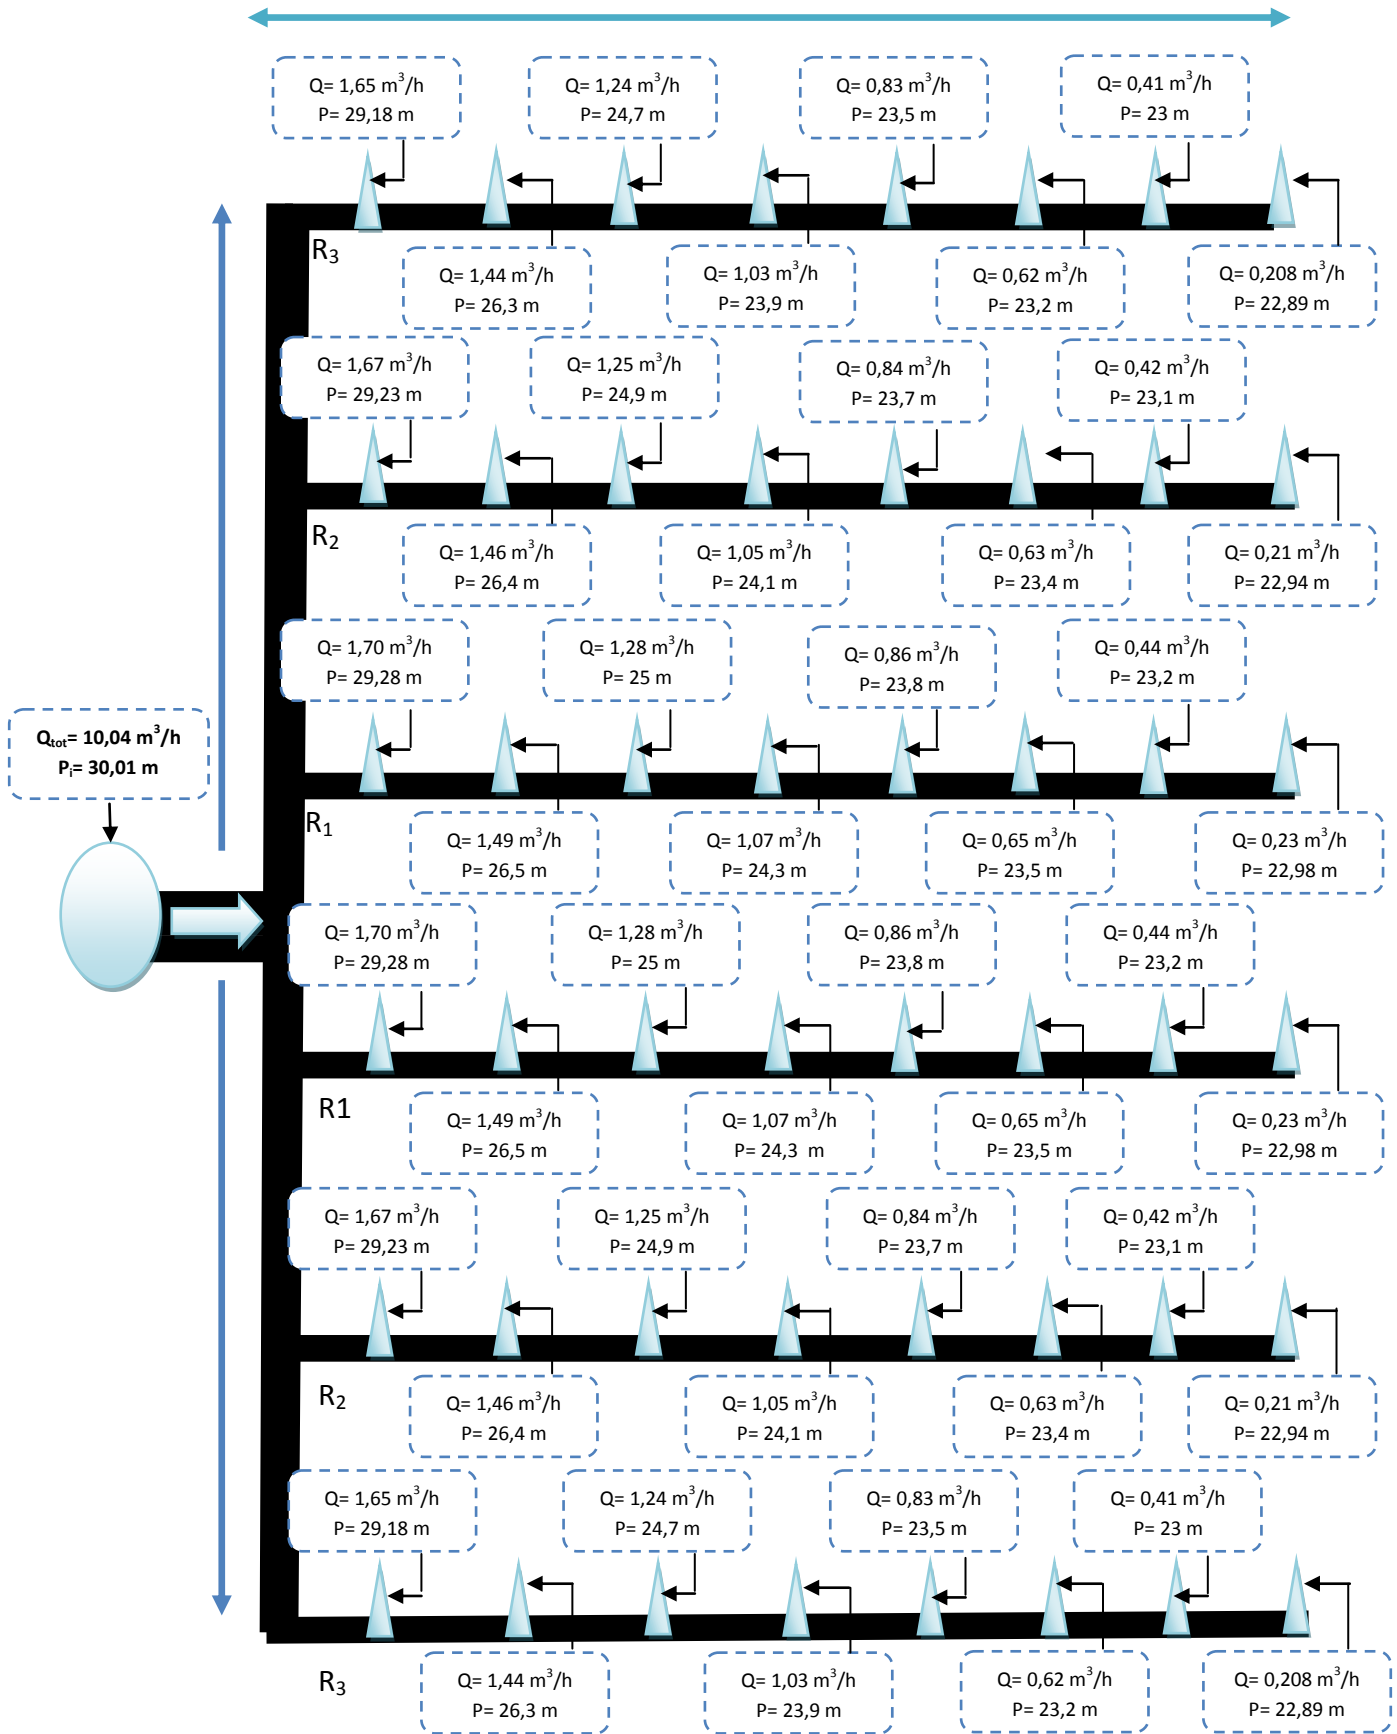 Q= 1,65 m³/h
P= 29,18 m
Q= 1,24 m³/h
P= 24,7 m
Q= 0,83 m³/h
P= 23,5 m
Q= 0,41 m³/h
P= 23 m
R₃
Q= 1,44 m³/h
P= 26,3 m
Q= 1,03 m³/h
P= 23,9 m
Q= 0,62 m³/h
P= 23,2 m
Q= 0,208 m³/h
P= 22,89 m
Q= 1,67 m³/h
P= 29,23 m
Q= 1,25 m³/h
P= 24,9 m
Q= 0,84 m³/h
P= 23,7 m
Q= 0,42 m³/h
P= 23,1 m
R₂
Q= 1,46 m³/h
P= 26,4 m
Q= 1,05 m³/h
P= 24,1 m
Q= 0,63 m³/h
P= 23,4 m
Q= 0,21 m³/h
P= 22,94 m
Q= 1,70 m³/h
P= 29,28 m
Q= 1,28 m³/h
P= 25 m
Q= 0,86 m³/h
P= 23,8 m
Q= 0,44 m³/h
P= 23,2 m
Qtot= 10,04 m³/h
Pi= 30,01 m
R₁
Q= 1,49 m³/h
P= 26,5 m
Q= 1,07 m³/h
P= 24,3 m
Q= 0,65 m³/h
P= 23,5 m
Q= 0,23 m³/h
P= 22,98 m
Q= 1,70 m³/h
P= 29,28 m
Q= 1,28 m³/h
P= 25 m
Q= 0,86 m³/h
P= 23,8 m
Q= 0,44 m³/h
P= 23,2 m
R1
Q= 1,49 m³/h
P= 26,5 m
Q= 1,07 m³/h
P= 24,3 m
Q= 0,65 m³/h
P= 23,5 m
Q= 0,23 m³/h
P= 22,98 m
Q= 1,67 m³/h
P= 29,23 m
Q= 1,25 m³/h
P= 24,9 m
Q= 0,84 m³/h
P= 23,7 m
Q= 0,42 m³/h
P= 23,1 m
R₂
Q= 1,46 m³/h
P= 26,4 m
Q= 1,05 m³/h
P= 24,1 m
Q= 0,63 m³/h
P= 23,4 m
Q= 0,21 m³/h
P= 22,94 m
Q= 1,65 m³/h
P= 29,18 m
Q= 1,24 m³/h
P= 24,7 m
Q= 0,83 m³/h
P= 23,5 m
Q= 0,41 m³/h
P= 23 m
R₃
Q= 1,44 m³/h
P= 26,3 m
Q= 1,03 m³/h
P= 23,9 m
Q= 0,62 m³/h
P= 23,2 m
Q= 0,208 m³/h
P= 22,89 m